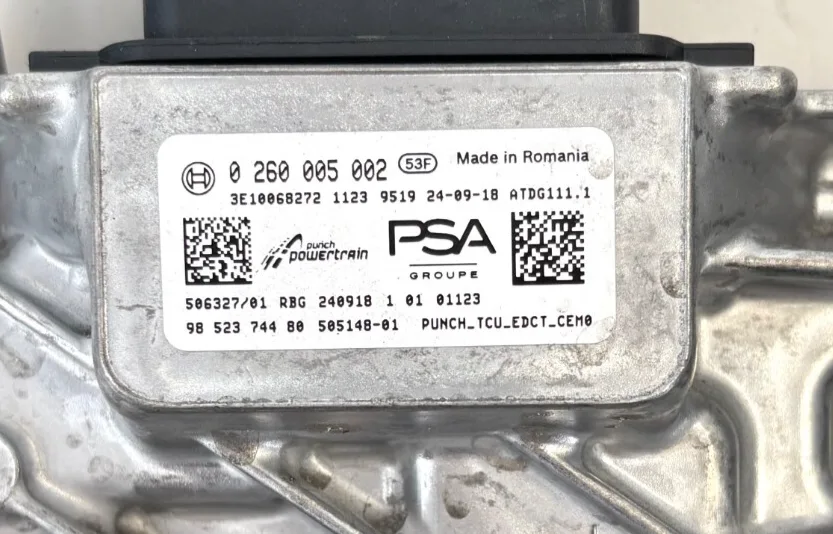 0 260 005 002 53F Made in Romania
3E10068272 1123 9519 24-09-18 ATDG111.1
punch powertrain
PSA
GROUPE
506327/01 RBG 240918 1 01 01123
98 523 744 80 505148-01 PUNCH_TCU_EDCT_CEM0